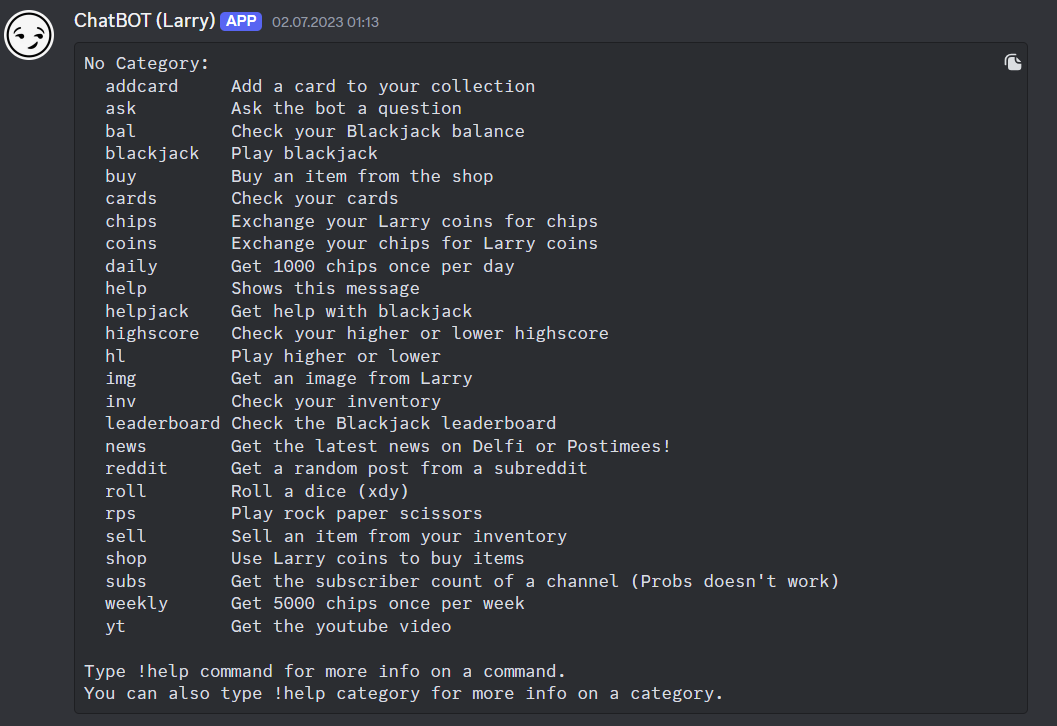 ChatBOT (Larry) APP 02.07.2023 01:13
No Category:
addcard Add a card to your collection
ask Ask the bot a question
bal Check your Blackjack balance
blackjack Play blackjack
buy Buy an item from the shop
cards Check your cards
chips Exchange your Larry coins for chips
coins Exchange your chips for Larry coins
daily Get 1000 chips once per day
help Shows this message
helpjack Get help with blackjack
highscore Check your higher or lower highscore
hl Play higher or lower
img Get an image from Larry
inv Check your inventory
leaderboard Check the Blackjack leaderboard
news Get the latest news on Delfi or Postimees!
reddit Get a random post from a subreddit
roll Roll a dice (xdy)
rps Play rock paper scissors
sell Sell an item from your inventory
shop Use Larry coins to buy items
subs Get the subscriber count of a channel (Probs doesn't work)
weekly Get 5000 chips once per week
yt Get the youtube video
Type !help command for more info on a command.
You can also type !help category for more info on a category.